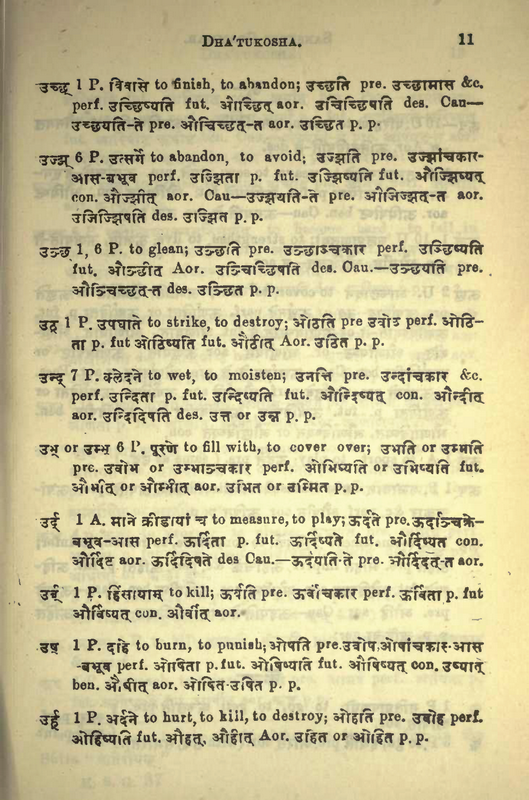 DHA'TUKOSHA. 11
उच्छ् 1 P. विवासे to finish, to abandon; उच्छति pre. उच्छामास &c.
perf. उच्छिष्यति fut. औच्छित् aor. उचिच्छिषति des. Cau—
उच्छयति-ते pre. औचिच्छत्-त aor. उच्छित p. p.
उज्झ् 6 P. उत्सर्गे to abandon, to avoid; उज्झति pre. उज्झांचकार-
आस-बभूव perf. उज्झिता p. fut. उज्झिष्यति fut. औज्झिष्यत्
con. औज्झीत् aor. Cau—उज्झयति-ते pre. औजिज्झत्-त aor.
उजिज्झिषति des. उज्झित p. p.
उञ्छ 1, 6 P. to glean; उञ्छति pre. उञ्छाञ्चकार perf. उञ्छिष्यति
fut. औञ्छीत् Aor. उञ्चिच्छिषति des. Cau.—उञ्छयति pre.
औञ्चिच्छत्-त des. उञ्छित p. p.
उठ् 1 P. उपघाते to strike, to destroy; ओठति pre उवोठ perf. ओठि-
ता p. fut ओठिष्यति fut. औठीत् Aor. उठित p. p.
उन्द् 7 P. क्लेदने to wet, to moisten; उनत्ति pre. उन्दांचकार &c.
perf. उन्दिता p. fut. उन्दिष्यति fut. औन्दिष्यत् con. औन्दीत्
aor. उन्दिदिषति des. उत्त or उन्न p. p.
उभ् or उम्भ् 6 P. पूरणे to fill with, to cover over; उभति or उम्भति
pre. उवोभ or उम्भाञ्चकार perf. ओभिष्यति or उभिष्यति fut.
औभीत् or औम्भीत् aor. उभित or उम्मित p. p.
उर्द् 1 A. माने क्रीडायां च to measure, to play; ऊर्दते pre. ऊर्दाञ्चक्रे-
बभूव-आस perf. ऊर्दिता p. fut. ऊर्दिष्यते fut. और्दिष्यत con.
और्दिष्ट aor. ऊर्दिदिषते des Cau.—ऊर्दयति-ते pre. और्दिदत्-त aor.
उर्व् 1 P. हिंसायाम् to kill; ऊर्वति pre. ऊर्वांचकार perf. ऊर्विता p. fut
और्विष्यत् con. और्वीत् aor.
उष् 1 P. दाहे to burn, to punish; ओषति pre. उवोष, ओषांचकार-आस
-बभूव perf. ओषिता p. fut. ओषिष्यति fut. औषिष्यत् con. उष्यात्
ben. औषीत् aor. ओषित-उषित p. p.
उह् 1 P. अर्दने to hurt, to kill, to destroy; ओहति pre. उवोह perf.
ओहिष्यति fut. औहत्, औहीत् Aor. उहित or ओहित p. p.